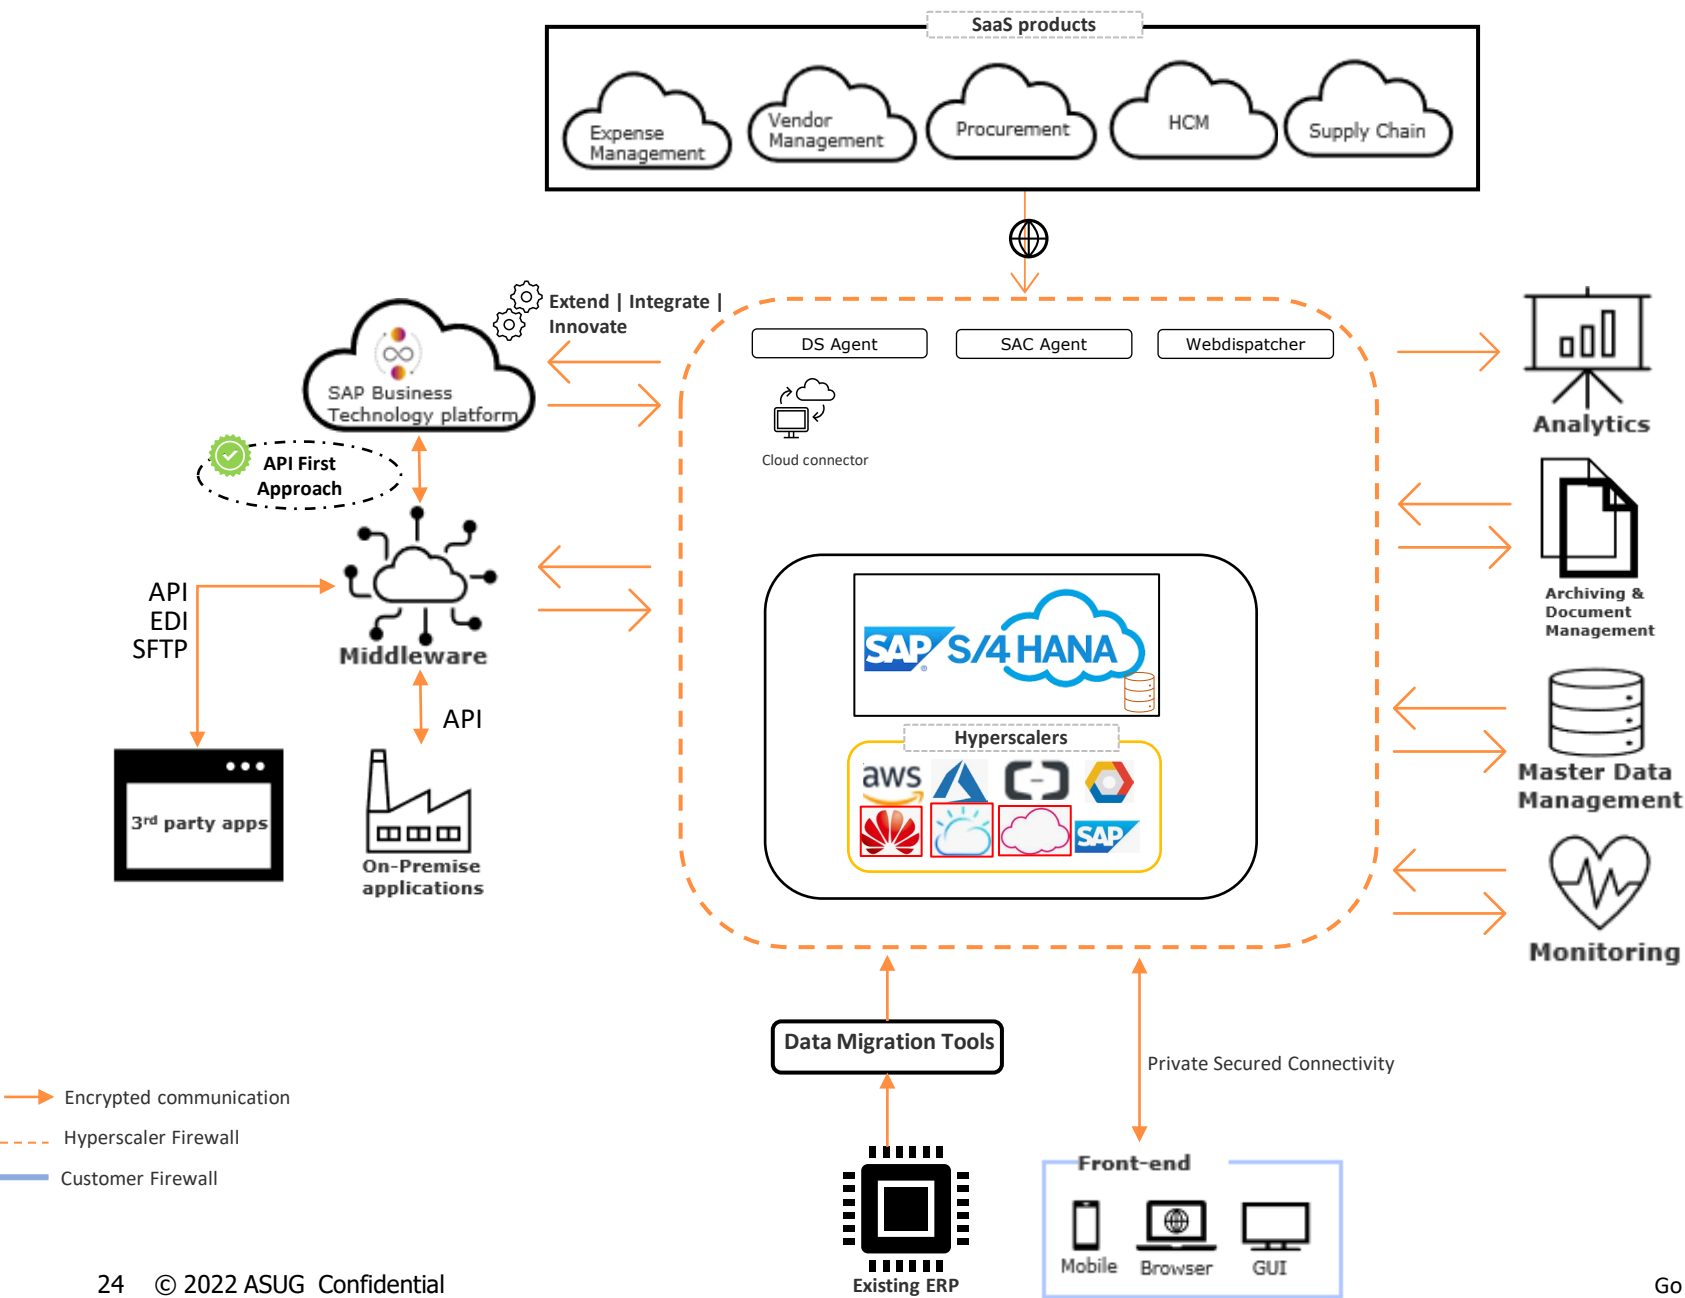 SaaS products
Expense
Management
Vendor
Management
Procurement
HCM
Supply Chain
Extend | Integrate |
Innovate
SAP Business
Technology platform
DS Agent
SAC Agent
Webdispatcher
Cloud connector
Analytics
API First
Approach
Archiving &
Document
Management
API
EDI
SFTP
Middleware
API
SAP S/4HANA
®
Hyperscalers
aws
SAP
Master Data
Management
3rd party apps
On-Premise
applications
Monitoring
Data Migration Tools
Private Secured Connectivity
Encrypted communication
Hyperscaler Firewall
Customer Firewall
Front-end
Mobile
Browser
GUI
Existing ERP
24 © 2022 ASUG Confidential
Go